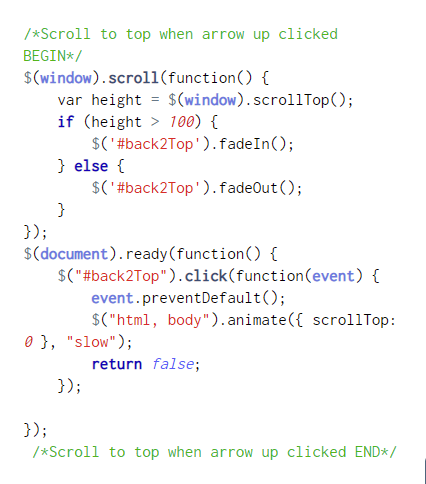 /*Scroll to top when arrow up clicked
BEGIN*/
$(window).scroll(function() {
    var height = $(window).scrollTop();
    if (height > 100) {
        $('#back2Top').fadeIn();
    } else {
        $('#back2Top').fadeOut();
    }
});
$(document).ready(function() {
    $("#back2Top").click(function(event) {
        event.preventDefault();
        $("html, body").animate({ scrollTop:
0 }, "slow");
        return false;
    });

});
 /*Scroll to top when arrow up clicked END*/